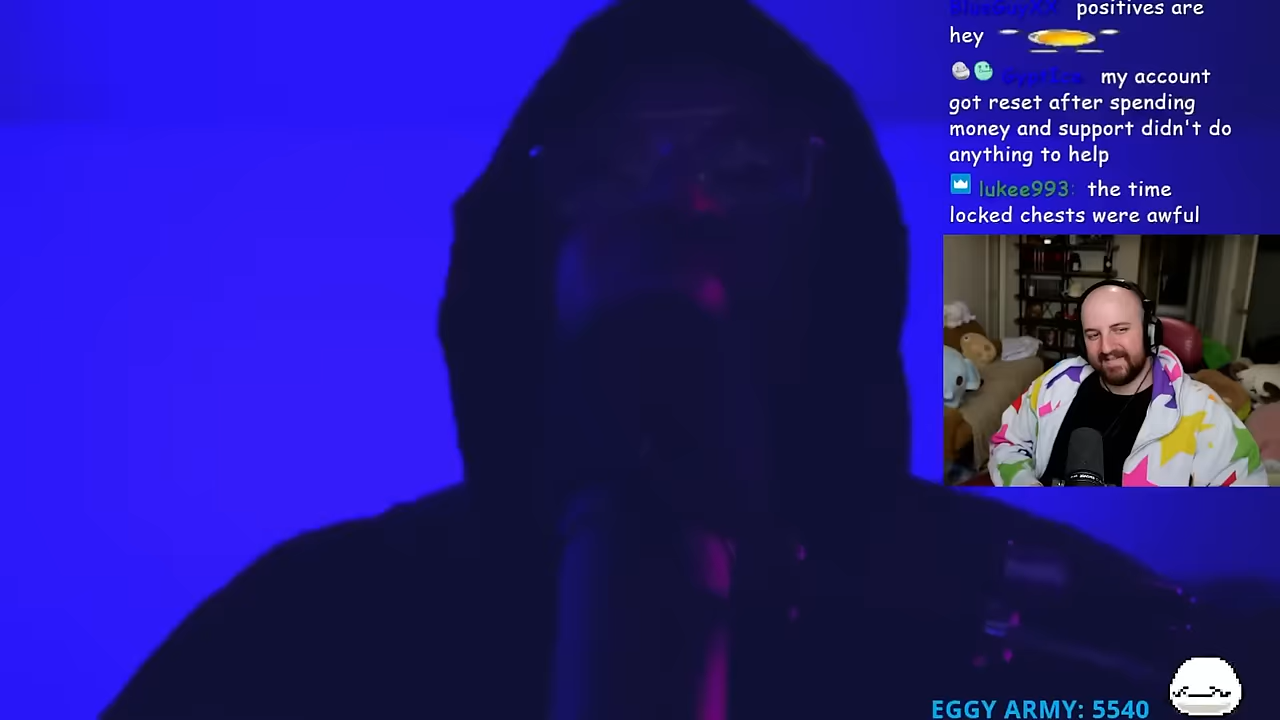 positives are
hey
my account
got reset after spending
money and support didn't do
anything to help
lukee993: the time
locked chests were awful
EGGY ARMY: 5540